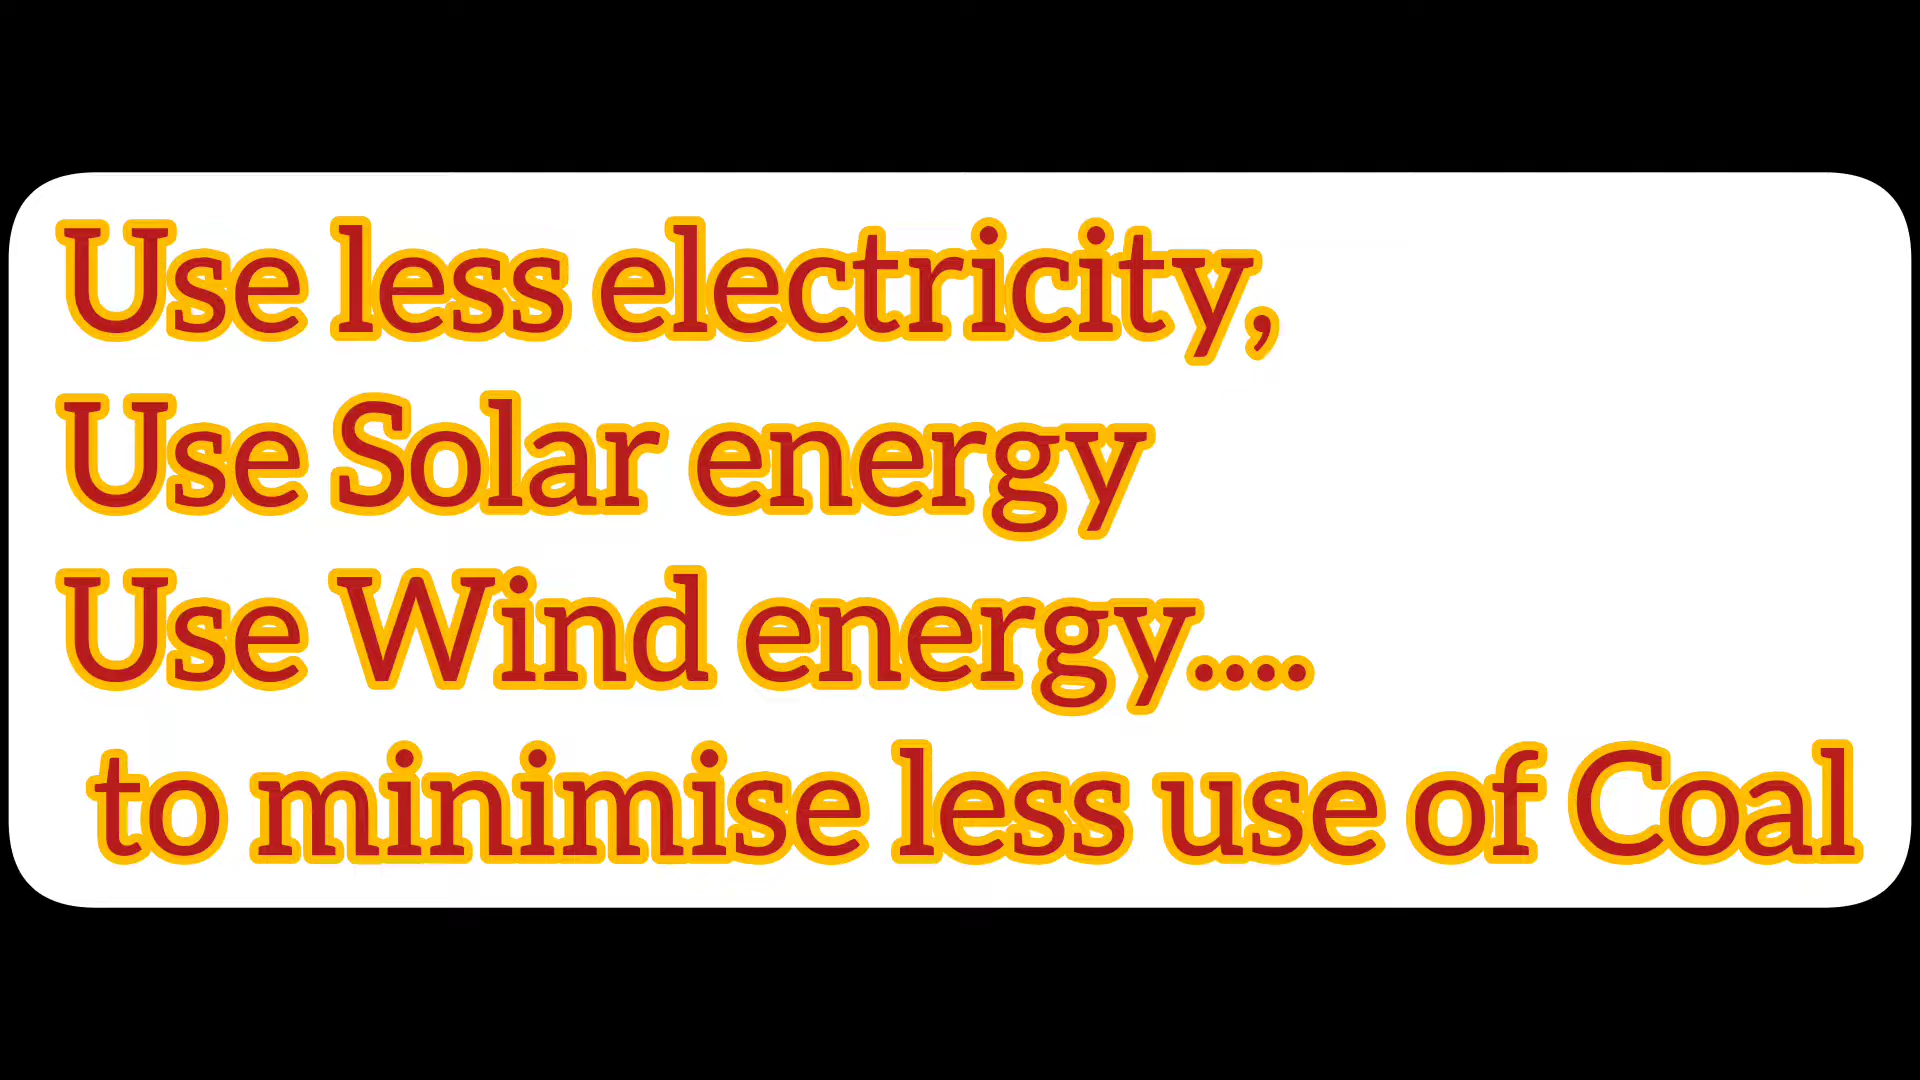 Use less electricity,
Use Solar energy
Use Wind energy....
to minimise less use of Coal